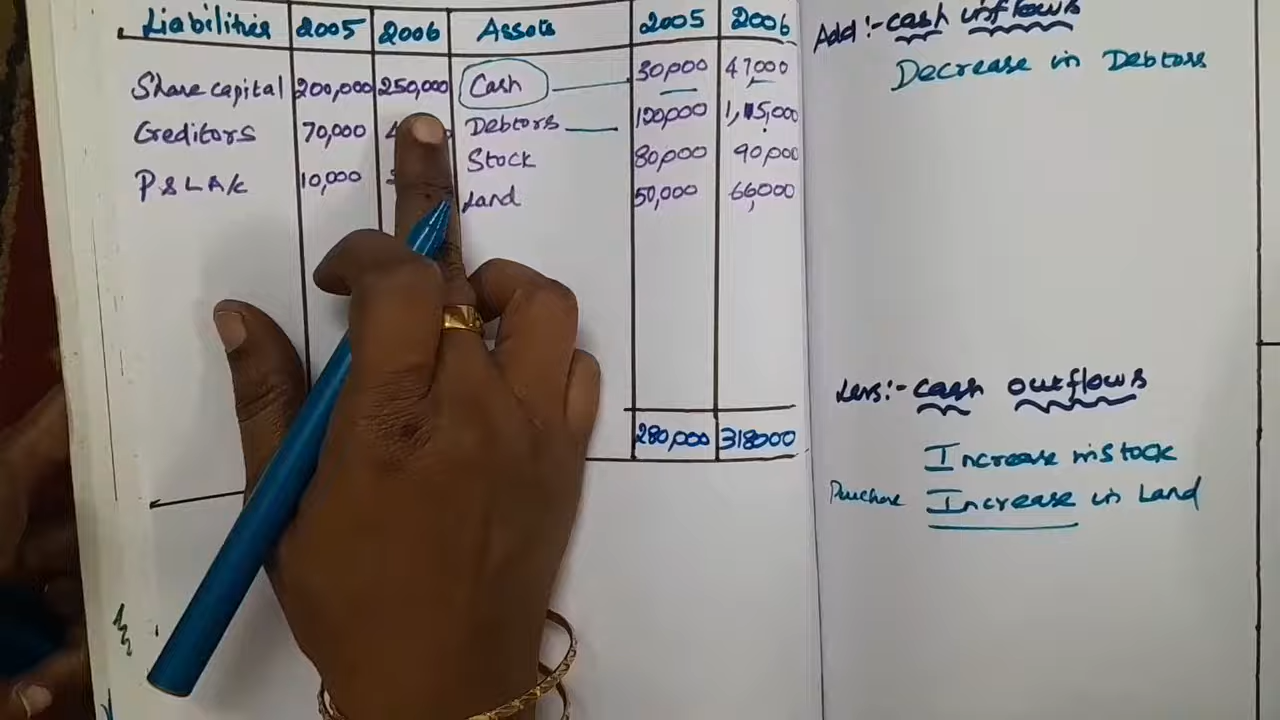 Liabilities 2005 2006 Assets 2005 2006
Share capital 200,000 250,000 Cash 30,000 47,000
Creditors 70,000 Debtors 120,000 1,15,000
P & L A/c 10,000 Stock 80,000 90,000
Land 50,000 66,000
280,000 318000
Add:- cash inflows
Decrease in Debtors
Less:- cash outflows
Increase in stock
Purchase Increase in Land